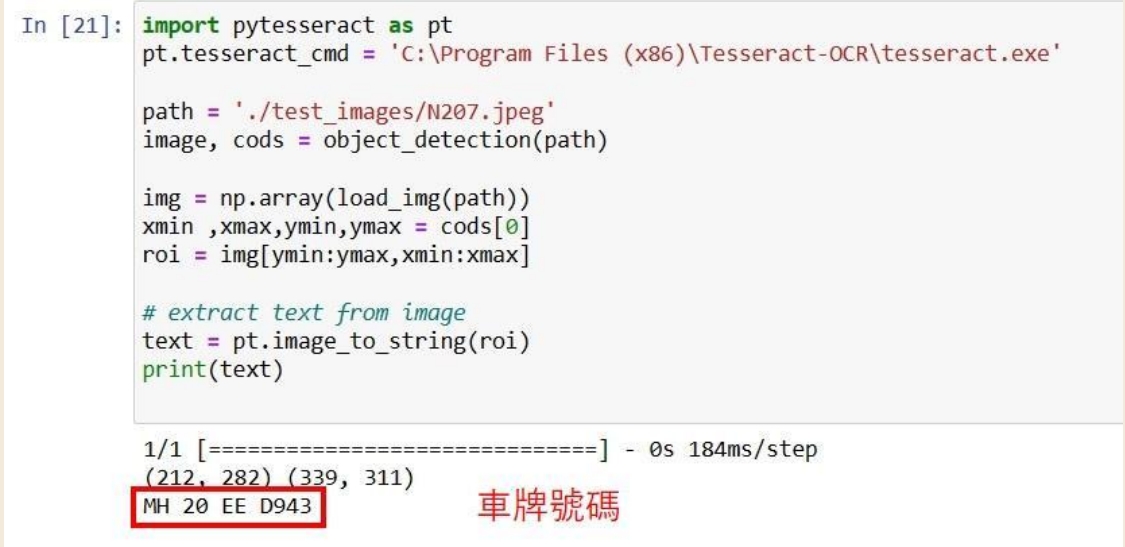 In [21]: import pytesseract as pt
pt.tesseract_cmd = 'C:\Program Files (x86)\Tesseract-OCR\tesseract.exe'
path = './test_images/N207.jpeg'
image, cods = object_detection(path)
img = np.array(load_img(path))
xmin ,xmax,ymin,ymax = cods[0]
roi = img[ymin:ymax,xmin:xmax]
# extract text from image
text = pt.image_to_string(roi)
print(text)
1/1 [==============================] - 0s 184ms/step
(212, 282) (339, 311)
MH 20 EE D943 車牌號碼